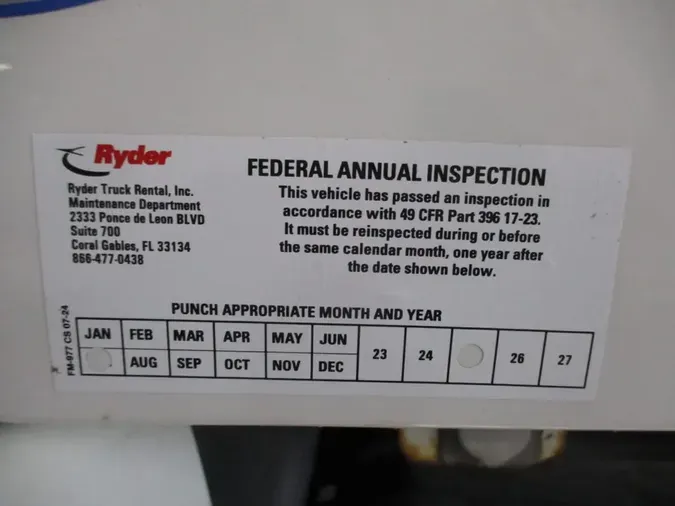 Ryder
Ryder Truck Rental, Inc.
Maintenance Department
2333 Ponce de Leon BLVD
Suite 700
Coral Gables, FL 33134
866-477-0438
FEDERAL ANNUAL INSPECTION
This vehicle has passed an inspection in
accordance with 49 CFR Part 396 17-23.
It must be reinspected during or before
the same calendar month, one year after
the date shown below.
PUNCH APPROPRIATE MONTH AND YEAR
JAN FEB MAR APR MAY JUN 23 24 26 27
AUG SEP OCT NOV DEC
FM-977 CS 07-24